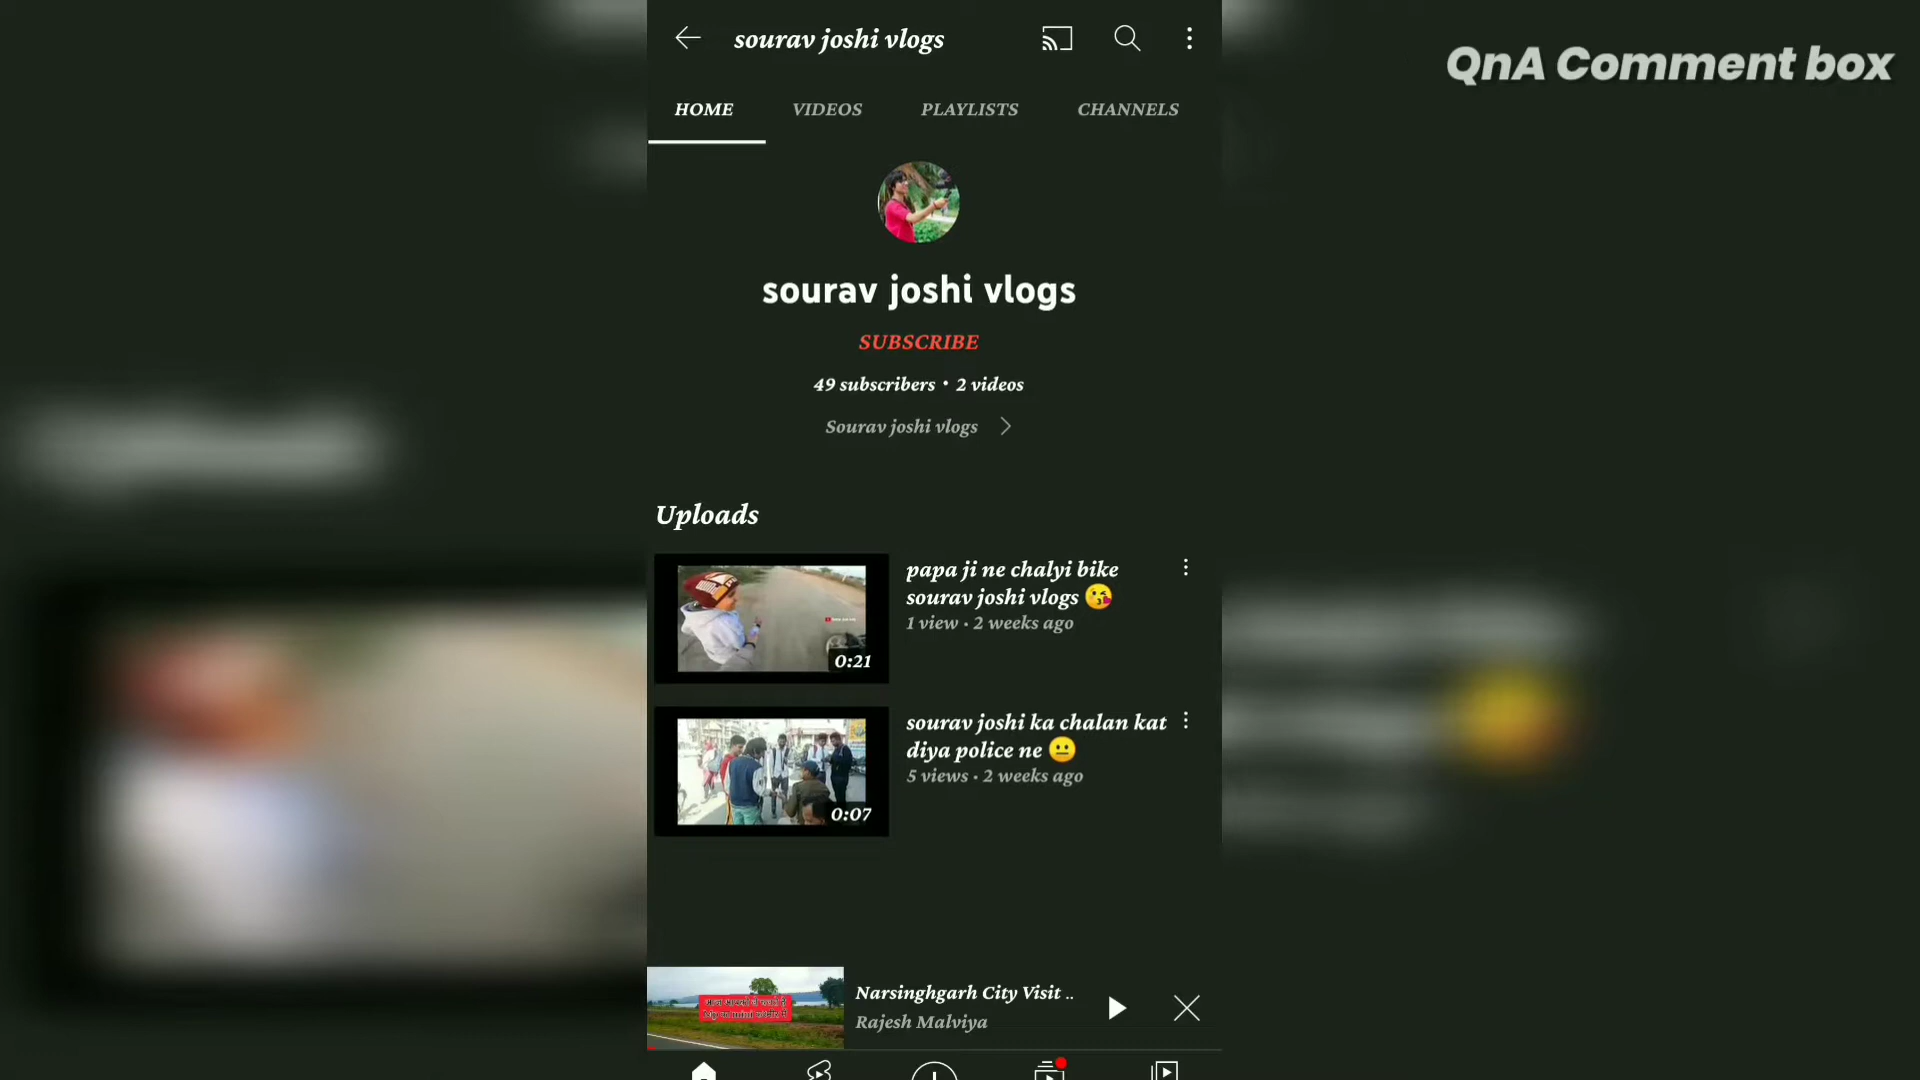 sourav joshi vlogs
QnA Comment box
HOME VIDEOS PLAYLISTS CHANNELS
sourav joshi vlogs
SUBSCRIBE
49 subscribers • 2 videos
Sourav joshi vlogs
Uploads
papa ji ne chalyi bike
sourav joshi vlogs 😘
1 view • 2 weeks ago
0:21
sourav joshi ka chalan kat
diya police ne 😐
5 views • 2 weeks ago
0:07
Narsinghgarh City Visit ..
Rajesh Malviya